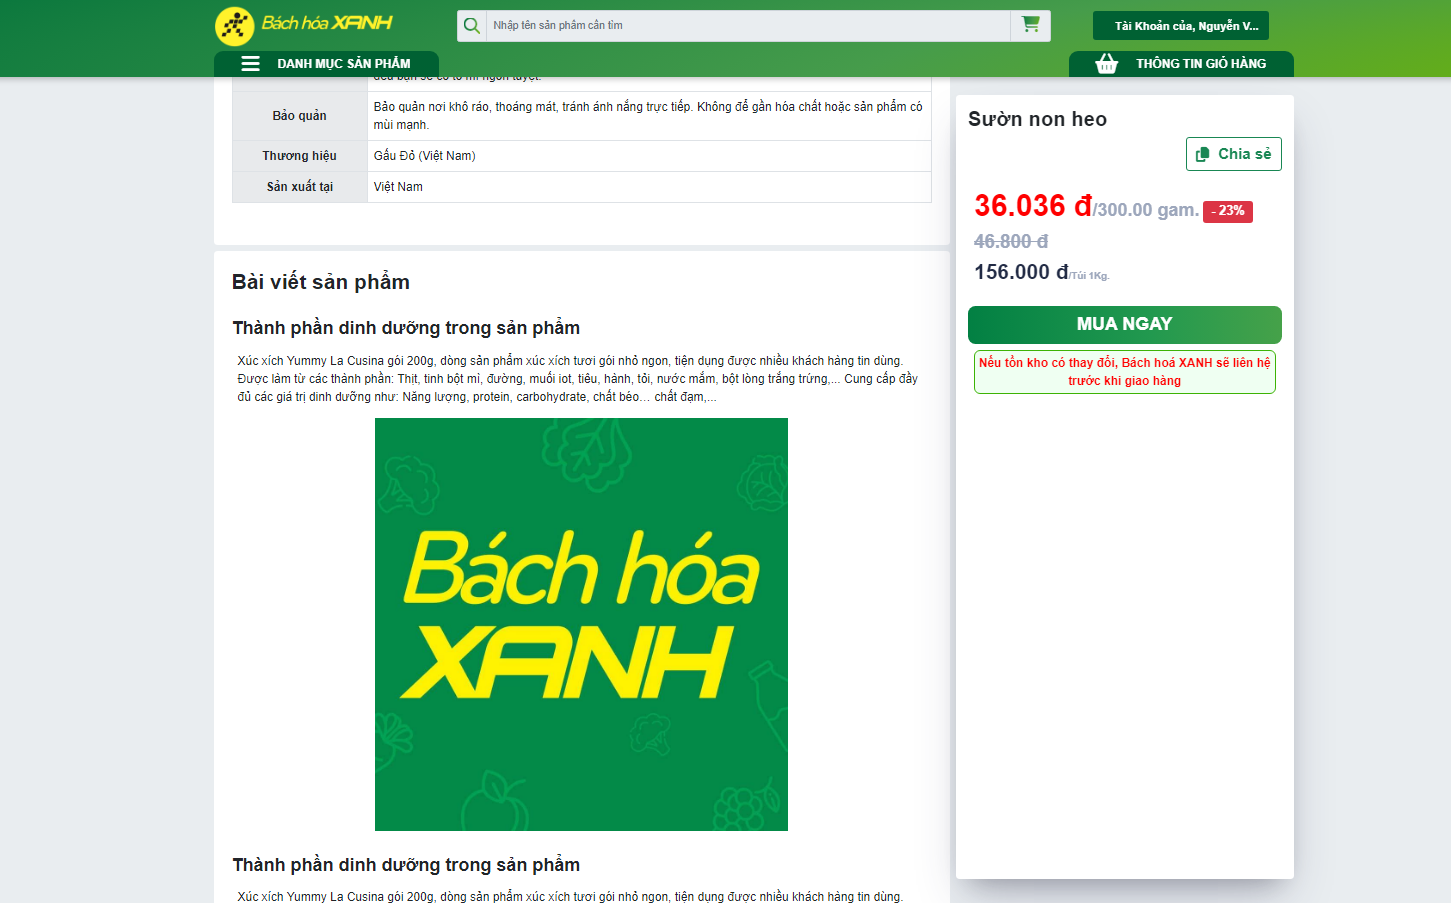 Bách hóa XANH
Nhập tên sản phẩm cần tìm
Tài Khoản của, Nguyễn V...
DANH MỤC SẢN PHẨM
THÔNG TIN GIỎ HÀNG
đều bạn sẽ có tô mì ngon tuyệt.
Bảo quản
Bảo quản nơi khô ráo, thoáng mát, tránh ánh nắng trực tiếp. Không để gần hóa chất hoặc sản phẩm có
mùi mạnh.
Thương hiệu
Gấu Đỏ (Việt Nam)
Sản xuất tại
Việt Nam
Bài viết sản phẩm
Thành phần dinh dưỡng trong sản phẩm
Xúc xích Yummy La Cusina gói 200g, dòng sản phẩm xúc xích tươi gói nhỏ ngon, tiện dụng được nhiều khách hàng tin dùng.
Được làm từ các thành phần: Thịt, tinh bột mì, đường, muối iot, tiêu, hành, tỏi, nước mắm, bột lòng trắng trứng,... Cung cấp đầy
đủ các giá trị dinh dưỡng như: Năng lượng, protein, carbohydrate, chất béo… chất đạm,...
Bách hóa
XANH
Thành phần dinh dưỡng trong sản phẩm
Xúc xích Yummy La Cusina gói 200g, dòng sản phẩm xúc xích tươi gói nhỏ ngon, tiện dụng được nhiều khách hàng tin dùng.
Sườn non heo
Chia sẻ
36.036 đ/300.00 gam. - 23%
46.800 đ
156.000 đ/Túi 1Kg.
MUA NGAY
Nếu tồn kho có thay đổi, Bách hoá XANH sẽ liên hệ
trước khi giao hàng